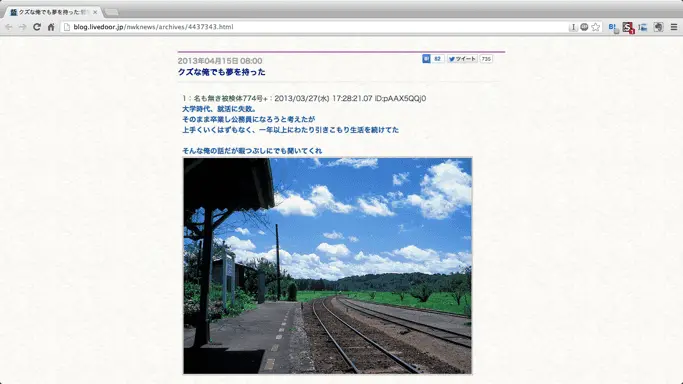 クズな俺でも夢を持った
blog.livedoor.jp/nwknews/archives/4437343.html
2013年04月15日 08:00
B! 82 ツイート 735
クズな俺でも夢を持った
1：名も無き被検体774号+：2013/03/27(水) 17:28:21.07 ID:pAAX5QQj0
大学時代、就活に失敗。
そのまま卒業し公務員になろうと考えたが
上手くいくはずもなく、一年以上にわたり引きこもり生活を続けてた
そんな俺の話だが暇つぶしにでも聞いてくれ